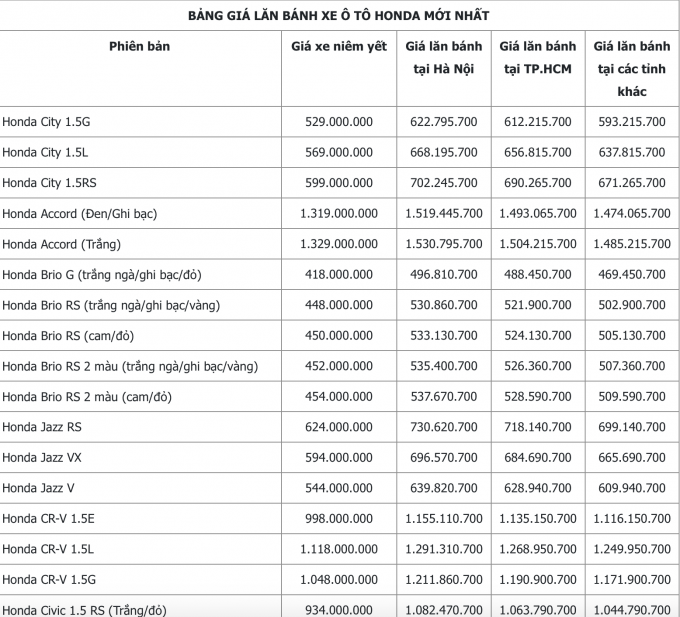 BẢNG GIÁ LĂN BÁNH XE Ô TÔ HONDA MỚI NHẤT
Phiên bản Giá xe niêm yết Giá lăn bánh tại Hà Nội Giá lăn bánh tại TP.HCM Giá lăn bánh tại các tỉnh khác
Honda City 1.5G 529.000.000 622.795.700 612.215.700 593.215.700
Honda City 1.5L 569.000.000 668.195.700 656.815.700 637.815.700
Honda City 1.5RS 599.000.000 702.245.700 690.265.700 671.265.700
Honda Accord (Đen/Ghi bạc) 1.319.000.000 1.519.445.700 1.493.065.700 1.474.065.700
Honda Accord (Trắng) 1.329.000.000 1.530.795.700 1.504.215.700 1.485.215.700
Honda Brio G (trắng ngà/ghi bạc/đỏ) 418.000.000 496.810.700 488.450.700 469.450.700
Honda Brio RS (trắng ngà/ghi bạc/vàng) 448.000.000 530.860.700 521.900.700 502.900.700
Honda Brio RS (cam/đỏ) 450.000.000 533.130.700 524.130.700 505.130.700
Honda Brio RS 2 màu (trắng ngà/ghi bạc/vàng) 452.000.000 535.400.700 526.360.700 507.360.700
Honda Brio RS 2 màu (cam/đỏ) 454.000.000 537.670.700 528.590.700 509.590.700
Honda Jazz RS 624.000.000 730.620.700 718.140.700 699.140.700
Honda Jazz VX 594.000.000 696.570.700 684.690.700 665.690.700
Honda Jazz V 544.000.000 639.820.700 628.940.700 609.940.700
Honda CR-V 1.5E 998.000.000 1.155.110.700 1.135.150.700 1.116.150.700
Honda CR-V 1.5L 1.118.000.000 1.291.310.700 1.268.950.700 1.249.950.700
Honda CR-V 1.5G 1.048.000.000 1.211.860.700 1.190.900.700 1.171.900.700
Honda Civic 1.5 RS (Trắng/đỏ) 934.000.000 1.082.470.700 1.063.790.700 1.044.790.700